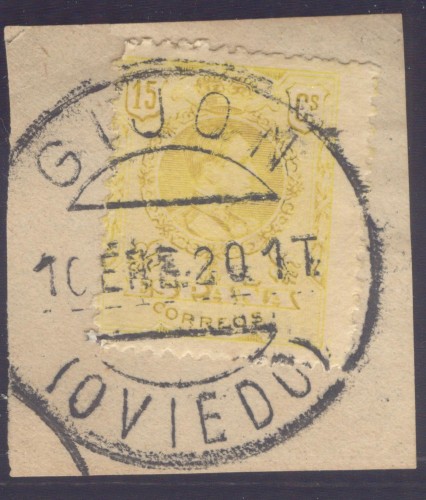 15 Cs
GIJON
10 ENE.20.1T
CORREOS
(OVIEDO)